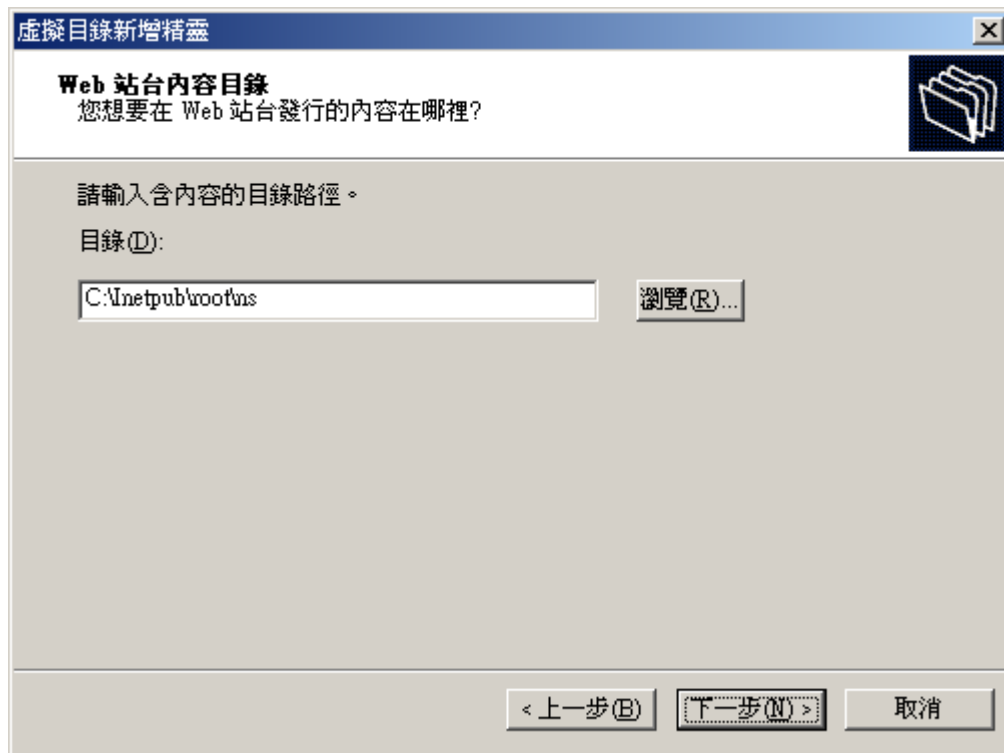 虛擬目錄新增精靈
Web 站台內容目錄
您想要在 Web 站台發行的內容在哪裡?
請輸入含內容的目錄路徑。
目錄(D):
C:\Inetpub\root\ns
瀏覽(R)...
< 上一步(B)
下一步(N) >
取消